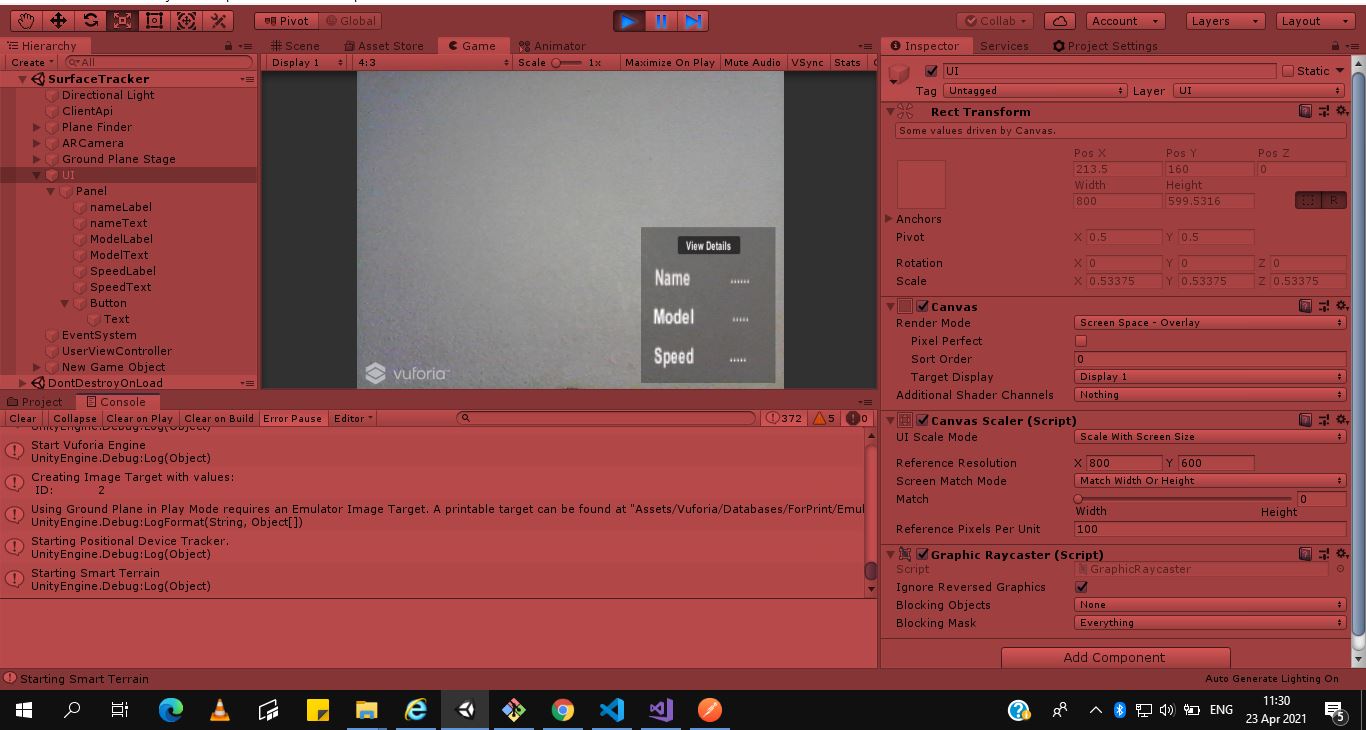 Pivot Global Collab Account Layers Layout
Hierarchy Scene Asset Store Game Animator Inspector Services Project Settings
Create All Display 1 4:3 Scale 1x Maximize On Play Mute Audio VSync Stats
SurfaceTracker
Directional Light
ClientApi
Plane Finder
ARCamera
Ground Plane Stage
UI
Panel
nameLabel
nameText
ModelLabel
ModelText
SpeedLabel
SpeedText
Button
Text
EventSystem
UserViewController
New Game Object
DontDestroyOnLoad
View Details
Name ......
Model .....
Speed .....
vuforia™
UI Static
Tag Untagged Layer UI
Rect Transform
Some values driven by Canvas.
Pos X Pos Y Pos Z
213.5 160 0
Width Height
800 599.5316 R
Anchors
Pivot X 0.5 Y 0.5
Rotation X 0 Y 0 Z 0
Scale X 0.53375 Y 0.53375 Z 0.53375
Canvas
Render Mode Screen Space - Overlay
Pixel Perfect
Sort Order 0
Target Display Display 1
Additional Shader Channels Nothing
Canvas Scaler (Script)
UI Scale Mode Scale With Screen Size
Reference Resolution X 800 Y 600
Screen Match Mode Match Width Or Height
Match 0
Width Height
Reference Pixels Per Unit 100
Graphic Raycaster (Script)
Script GraphicRaycaster
Ignore Reversed Graphics
Blocking Objects None
Blocking Mask Everything
Add Component
Project Console
Clear Collapse Clear on Play Clear on Build Error Pause Editor 372 5 0
UnityEngine.Debug:Log(Object)
Start Vuforia Engine
UnityEngine.Debug:Log(Object)
Creating Image Target with values:
ID: 2
Using Ground Plane in Play Mode requires an Emulator Image Target. A printable target can be found at "Assets/Vuforia/Databases/ForPrint/Emul
UnityEngine.Debug:LogFormat(String, Object[])
Starting Positional Device Tracker.
UnityEngine.Debug:Log(Object)
Starting Smart Terrain
UnityEngine.Debug:Log(Object)
Starting Smart Terrain Auto Generate Lighting On
ENG 11:30
23 Apr 2021 5